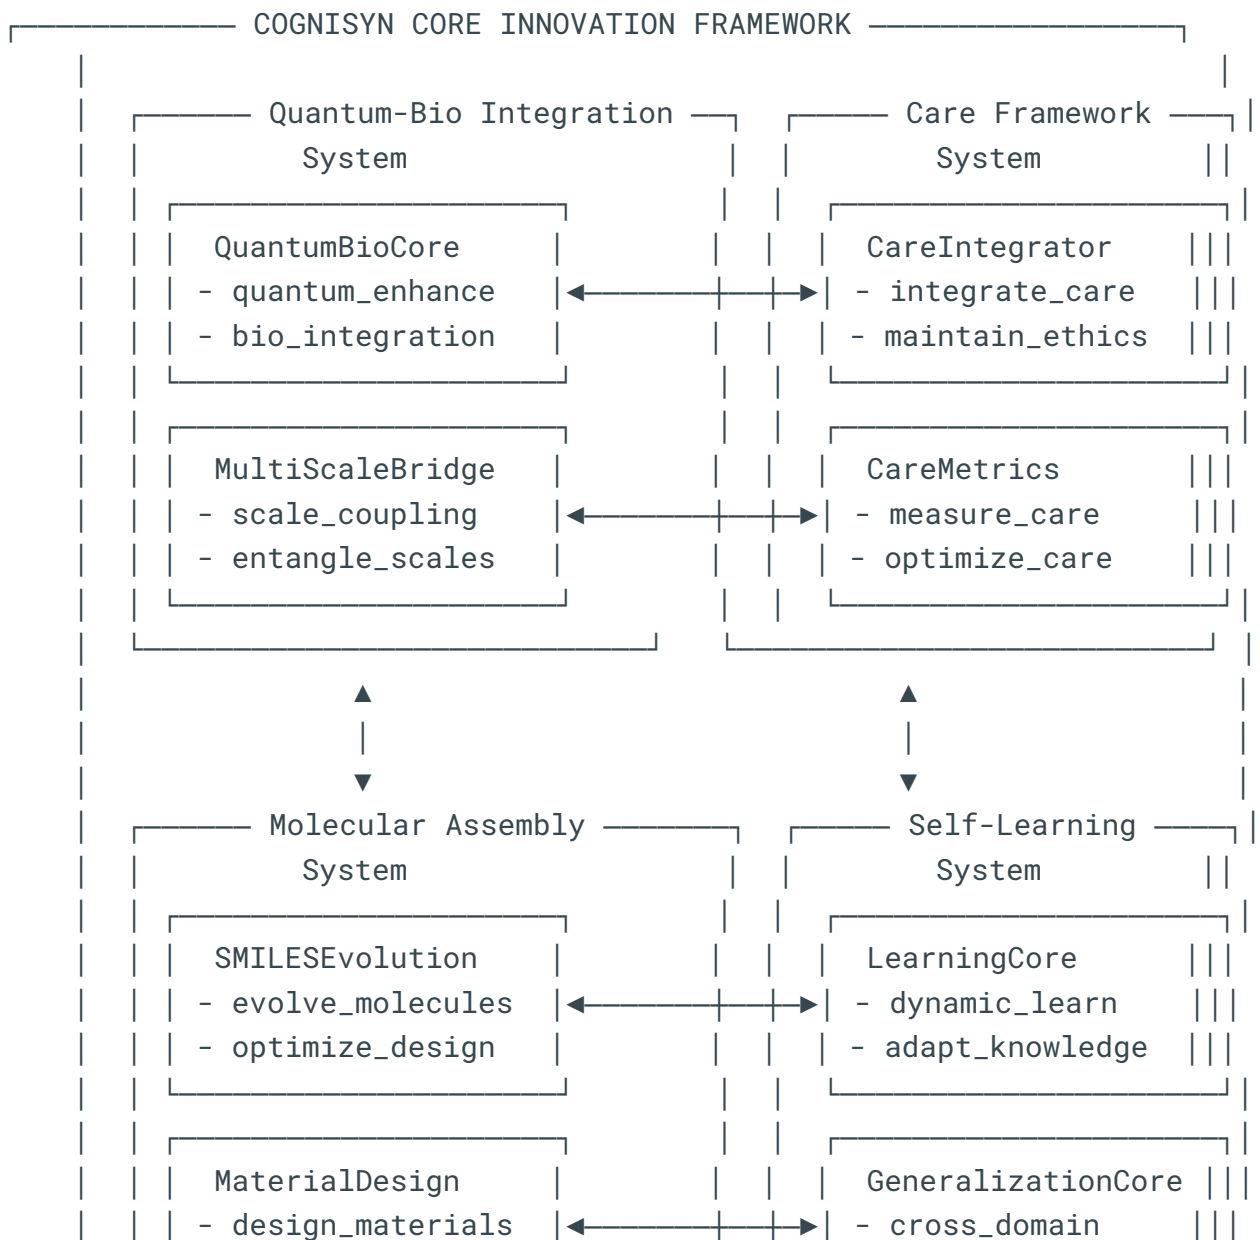 COGNISYN CORE INNOVATION FRAMEWORK
Quantum-Bio Integration Care Framework
System System
QuantumBioCore CareIntegrator
- quantum_enhance - integrate_care
- bio_integration - maintain_ethics
MultiScaleBridge CareMetrics
- scale_coupling - measure_care
- entangle_scales - optimize_care
Molecular Assembly Self-Learning
System System
SMILESEvolution LearningCore
- evolve_molecules - dynamic_learn
- optimize_design - adapt_knowledge
MaterialDesign GeneralizationCore
- design_materials - cross_domain